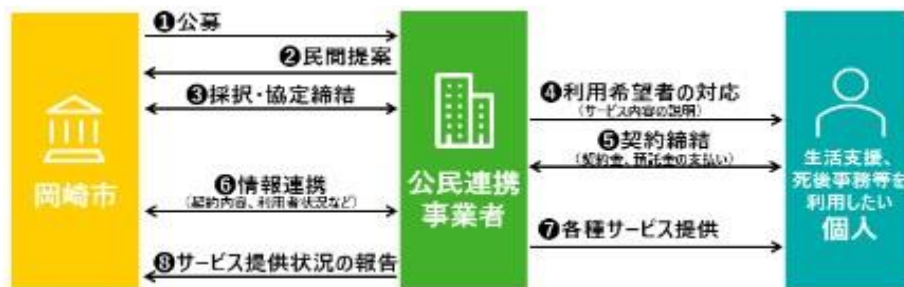 ❶公募
❷民間提案
❸採択・協定締結
岡崎市
❻情報連携
(契約内容、利用者状況など)
❽サービス提供状況の報告
公民連携
事業者
❹利用希望者の対応
(サービス内容の説明)
❺契約締結
(契約金、預託金の支払い)
❼各種サービス提供
生活支援、
死後事務等を
利用したい
個人